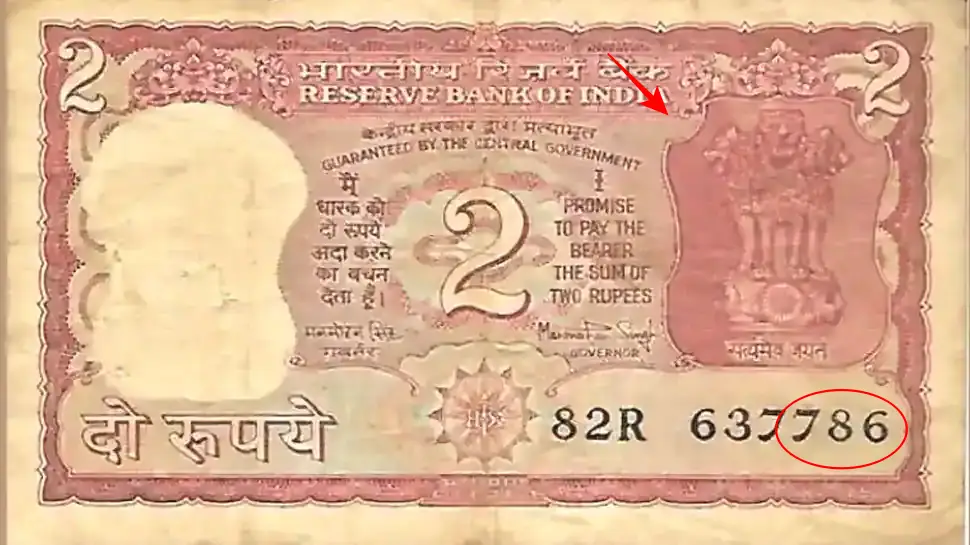 2 2
भारतीय रिज़र्व बैंक
RESERVE BANK OF INDIA
केन्द्रीय सरकार द्वारा प्रत्याभूत
GUARANTEED BY THE CENTRAL GOVERNMENT
मैं
धारक को
दो रुपये
अदा करने
का वचन
देता हूँ।
मनमोहन सिंह
गवर्नर
2
I
PROMISE
TO PAY THE
BEARER
THE SUM OF
TWO RUPEES
Manmohan Singh
GOVERNOR
सत्यमेव जयते
दो रुपये
82R 637786